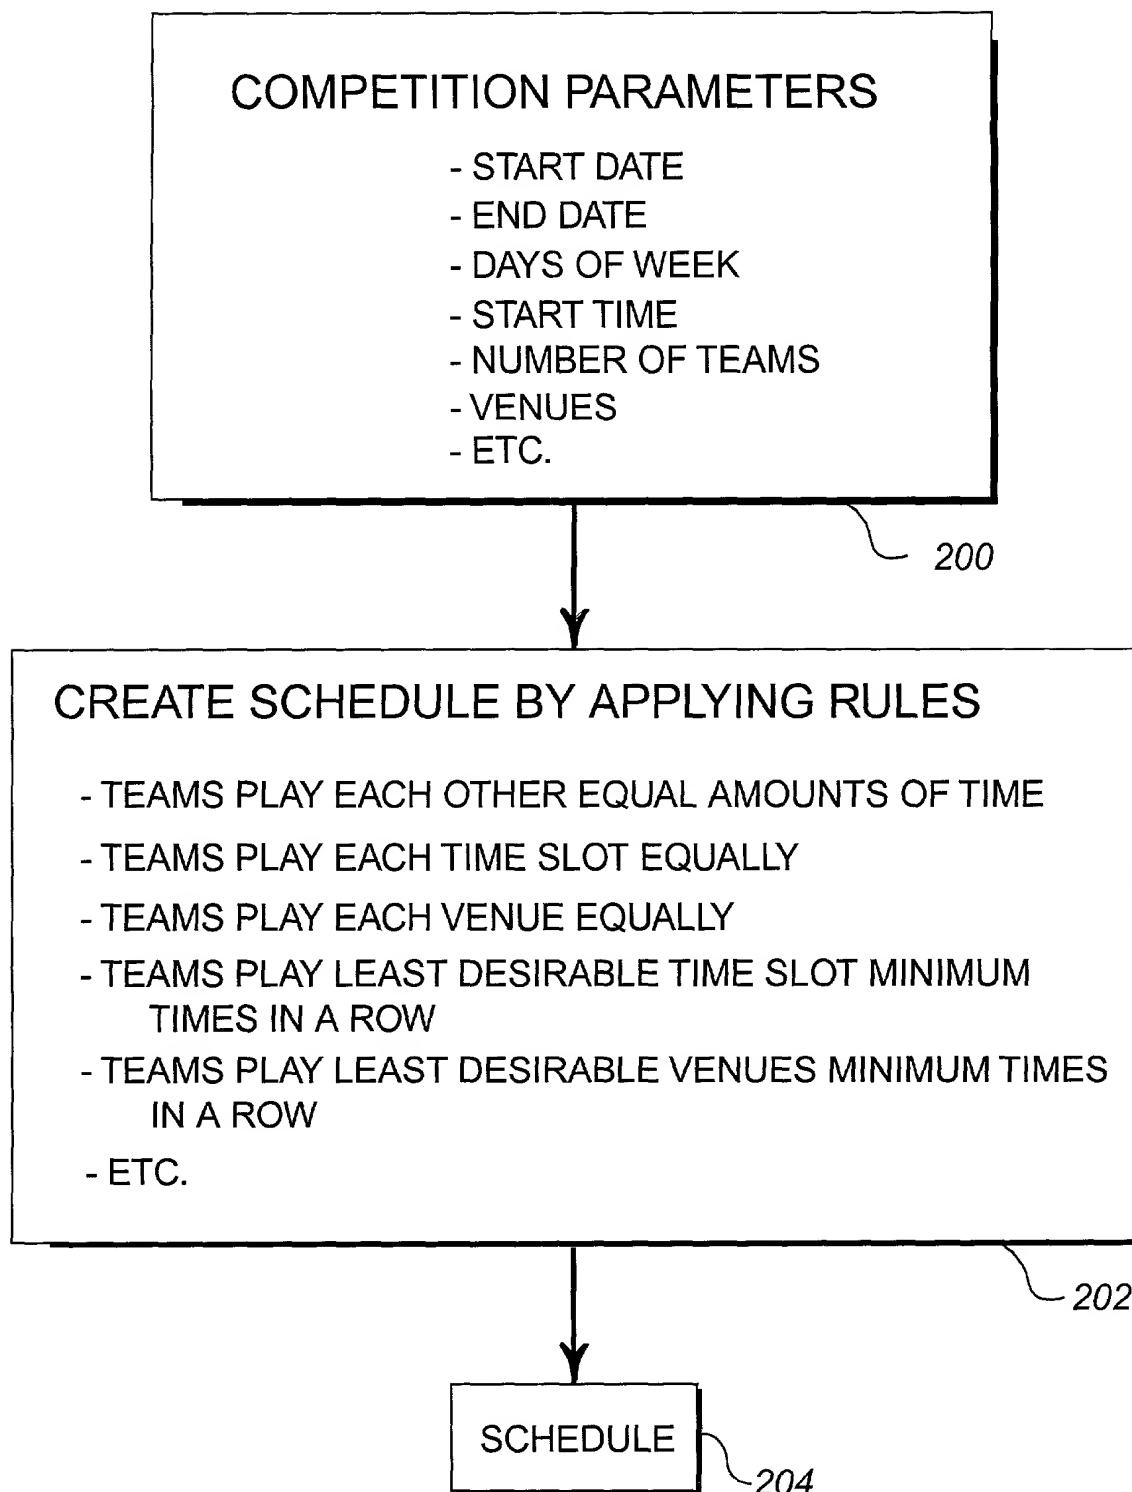 COMPETITION PARAMETERS
- START DATE
- END DATE
- DAYS OF WEEK
- START TIME
- NUMBER OF TEAMS
- VENUES
- ETC.
200
CREATE SCHEDULE BY APPLYING RULES
- TEAMS PLAY EACH OTHER EQUAL AMOUNTS OF TIME
- TEAMS PLAY EACH TIME SLOT EQUALLY
- TEAMS PLAY EACH VENUE EQUALLY
- TEAMS PLAY LEAST DESIRABLE TIME SLOT MINIMUM
TIMES IN A ROW
- TEAMS PLAY LEAST DESIRABLE VENUES MINIMUM TIMES
IN A ROW
- ETC.
202
SCHEDULE
204